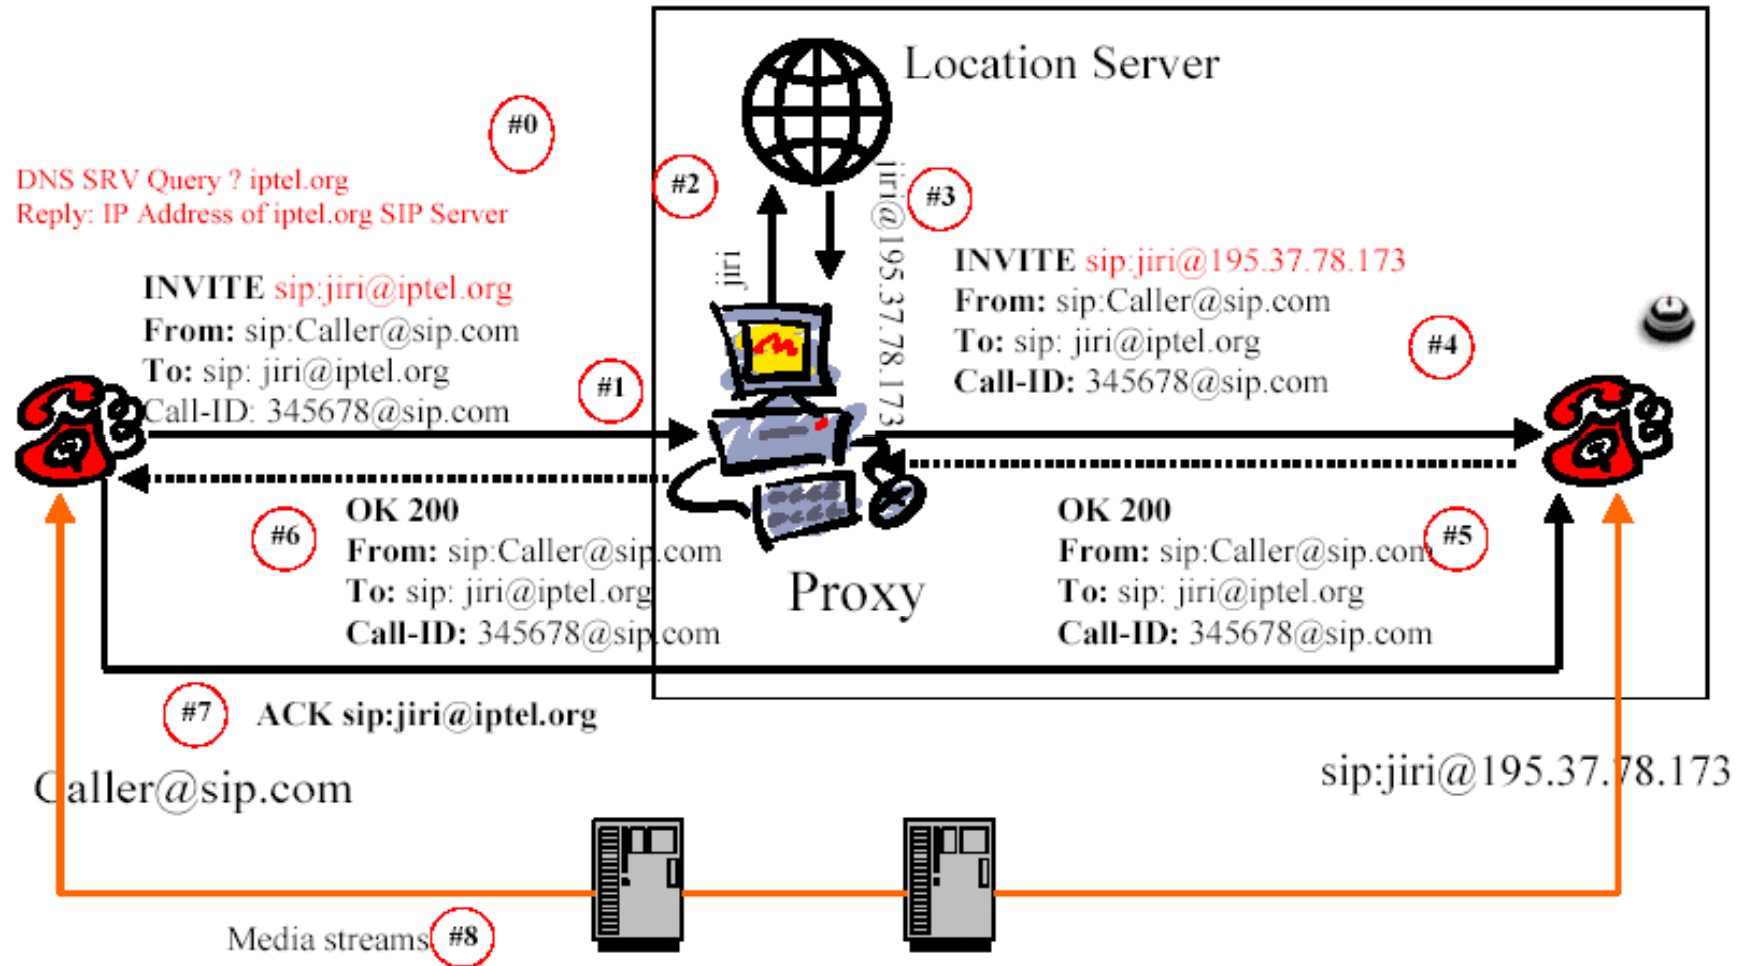 Location Server
#0
DNS SRV Query ? iptel.org
Reply: IP Address of iptel.org SIP Server
#2
#3
jiri
jiri@195.37.78.173
INVITE sip:jiri@iptel.org
From: sip:Caller@sip.com
To: sip: jiri@iptel.org
Call-ID: 345678@sip.com
#1
INVITE sip:jiri@195.37.78.173
From: sip:Caller@sip.com
To: sip: jiri@iptel.org
Call-ID: 345678@sip.com
#4
#6
OK 200
From: sip:Caller@sip.com
To: sip: jiri@iptel.org
Call-ID: 345678@sip.com
Proxy
OK 200
From: sip:Caller@sip.com
To: sip: jiri@iptel.org
Call-ID: 345678@sip.com
#5
#7
ACK sip:jiri@iptel.org
Caller@sip.com
sip:jiri@195.37.78.173
Media streams
#8